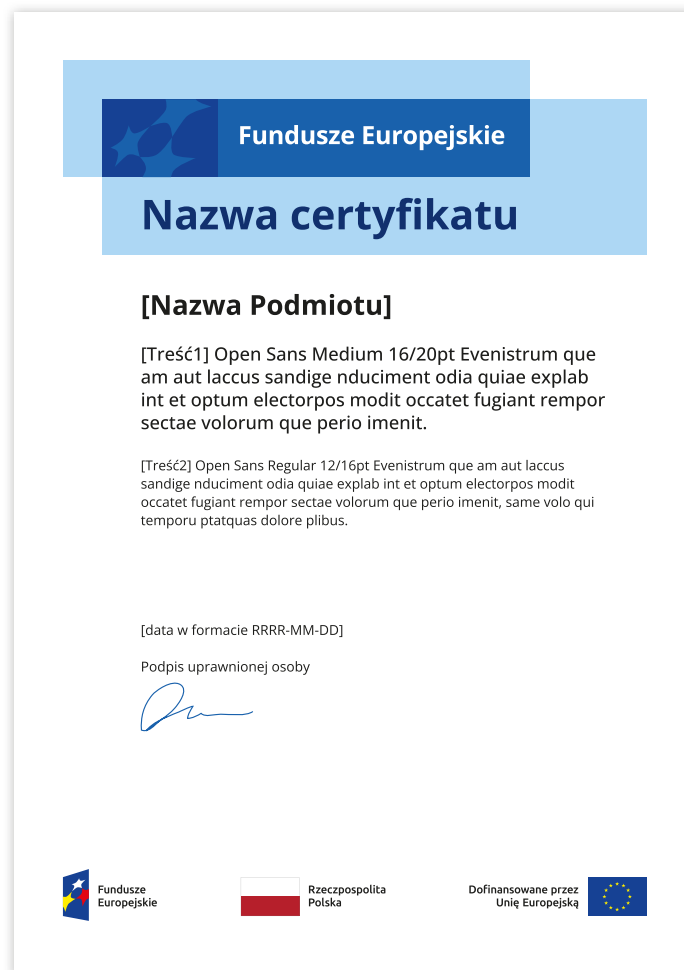 Fundusze Europejskie
Nazwa certyfikatu
[Nazwa Podmiotu]
[Treść1] Open Sans Medium 16/20pt Evenistrum que
am aut laccus sandige nduciment odia quiae explab
int et optum electorpos modit occatet fugiant rempor
sectae volorum que perio imenit.
[Treść2] Open Sans Regular 12/16pt Evenistrum que am aut laccus
sandige nduciment odia quiae explab int et optum electorpos modit
occatet fugiant rempor sectae volorum que perio imenit, same volo qui
temporu ptatquas dolore plibus.
[data w formacie RRRR-MM-DD]
Podpis uprawnionej osoby
Fundusze
Europejskie
Rzeczpospolita
Polska
Dofinansowane przez
Unię Europejską